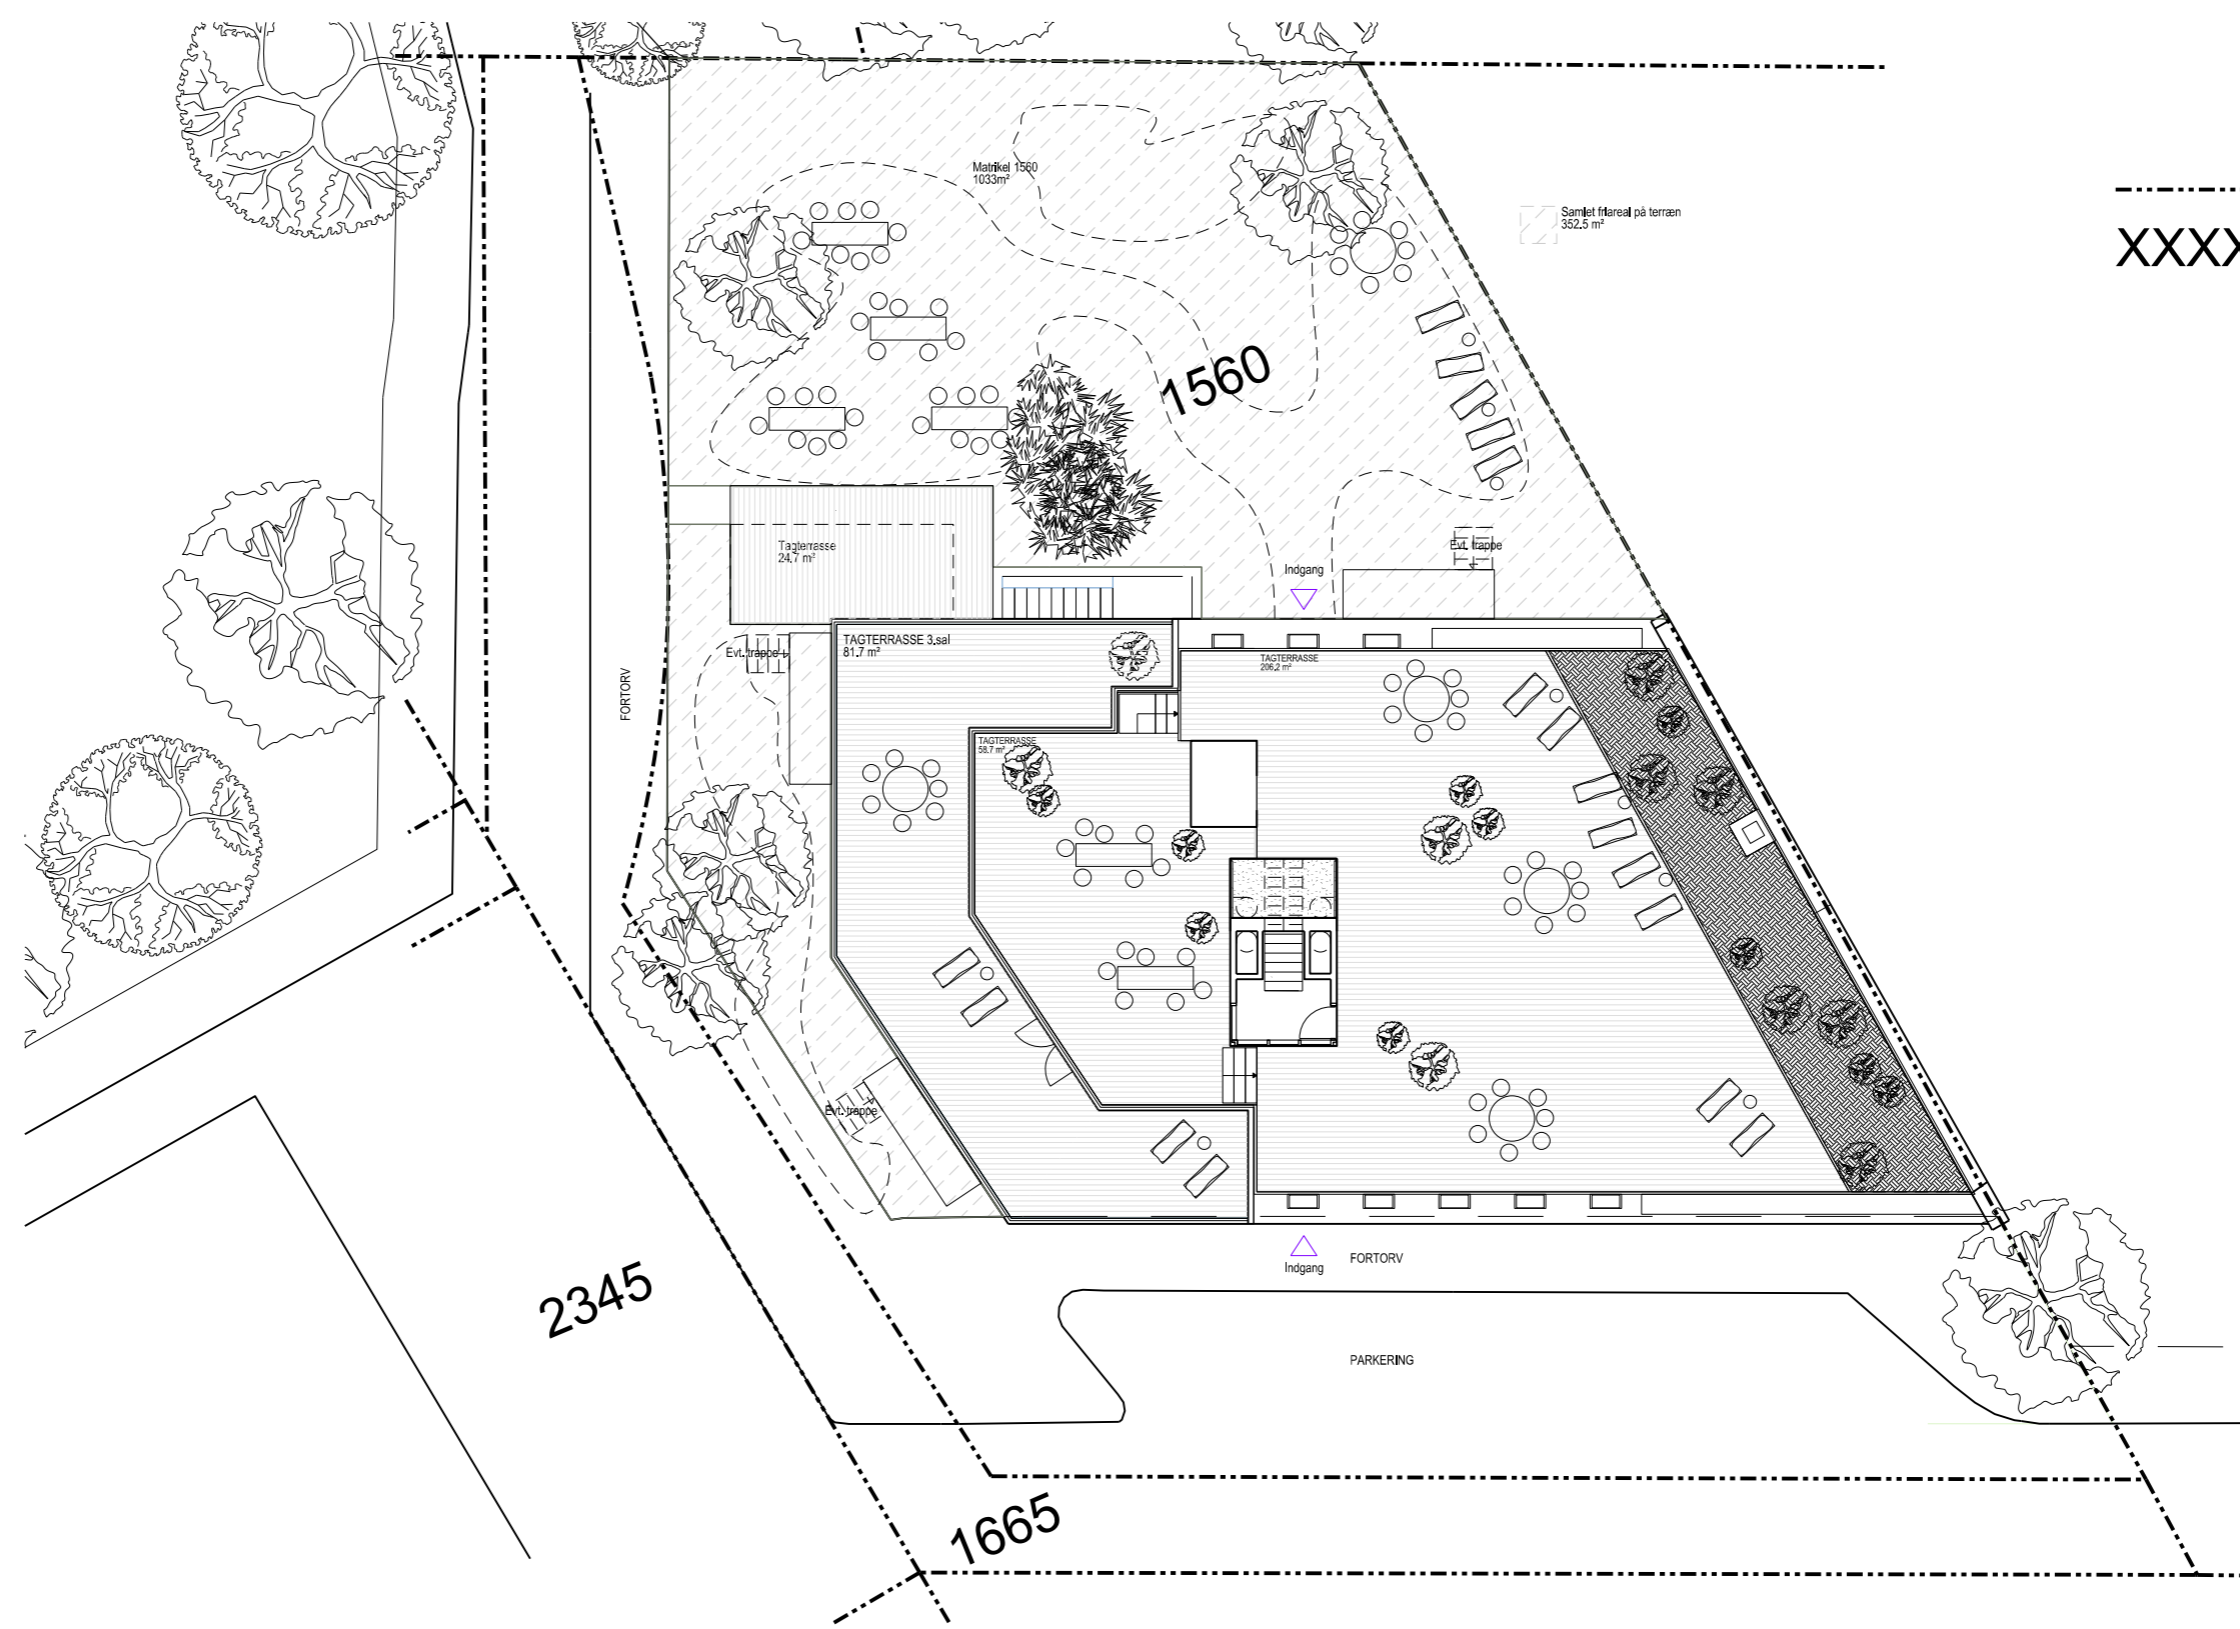 Matrikel 1560
1033m²
Samlet friareal på terræn
352.5 m²
XXXX
1560
Tagterrasse
24.7 m²
Evt. trappe
Indgang
FORTORV
Evt. trappe
TAGTERRASSE 3.sal
81.7 m²
TAGTERRASSE
206.2 m²
TAGTERRASSE
58.7 m²
Evt. trappe
Indgang
FORTORV
2345
PARKERING
1665